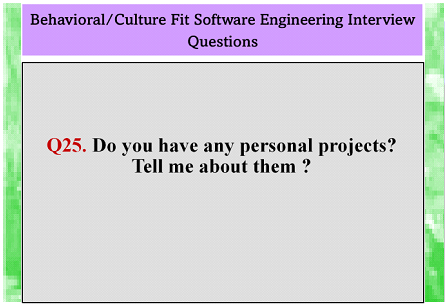 Behavioral/Culture Fit Software Engineering Interview
Questions
Q25. Do you have any personal projects?
Tell me about them ?